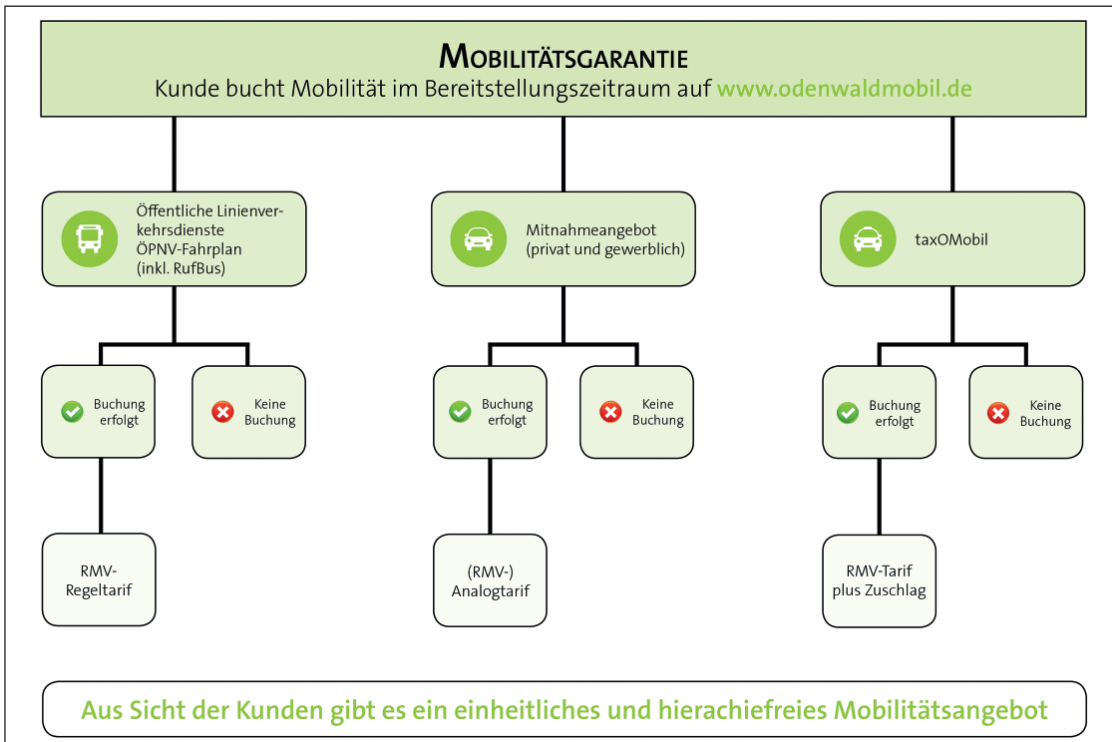 MOBILITÄTSGARANTIE
Kunde bucht Mobilität im Bereitstellungszeitraum auf www.odenwaldmobil.de
Öffentliche Linienver-
kehrsdienste
ÖPNV-Fahrplan
(inkl. RufBus)
Mitnahmeangebot
(privat und gewerblich)
taxOMobil
Buchung
erfolgt
Keine
Buchung
Buchung
erfolgt
Keine
Buchung
Buchung
erfolgt
Keine
Buchung
RMV-
Regeltarif
(RMV-)
Analogtarif
RMV-Tarif
plus Zuschlag
Aus Sicht der Kunden gibt es ein einheitliches und hierachiefreies Mobilitätsangebot